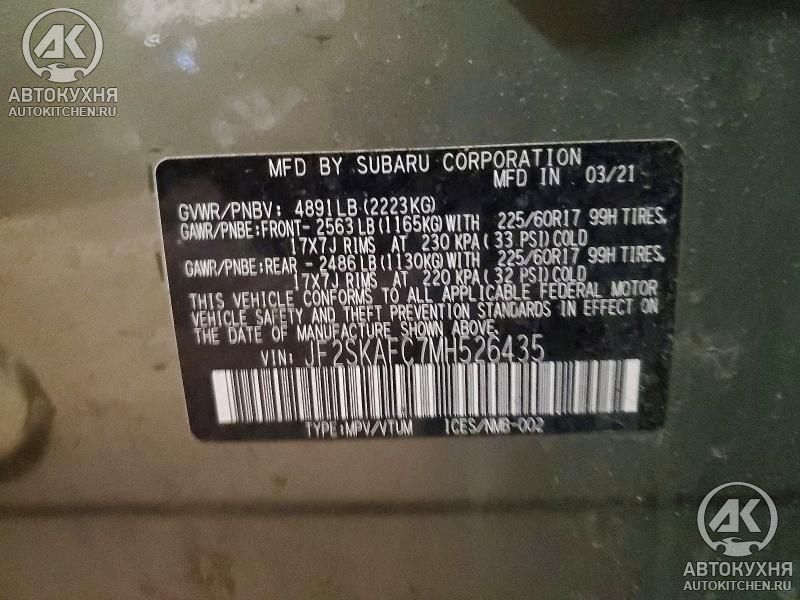 АК
АВТОКУХНЯ
AUTOKITCHEN.RU
MFD BY SUBARU CORPORATION
MFD IN 03/21
GVWR/PNBV: 4891LB(2223KG)
GAWR/PNBE:FRONT- 2563LB(1165KG)WITH 225/60R17 99H TIRES,
17X7J RIMS AT 230 KPA(33 PSI)COLD
GAWR/PNBE:REAR -2486LB(1130KG)WITH 225/60R17 99H TIRES,
17X7J RIMS AT 220 KPA(32 PSI)COLD
THIS VEHICLE CONFORMS TO ALL APPLICABLE FEDERAL MOTOR
VEHICLE SAFETY AND THEFT PREVENTION STANDARDS IN EFFECT ON
THE DATE OF MANUFACTURE SHOWN ABOVE.
VIN: JF2SKAFC7MH526435
TYPE:MPV/VTUM ICES/NMB-002
АК
АВТОКУХНЯ
AUTOKITCHEN.RU